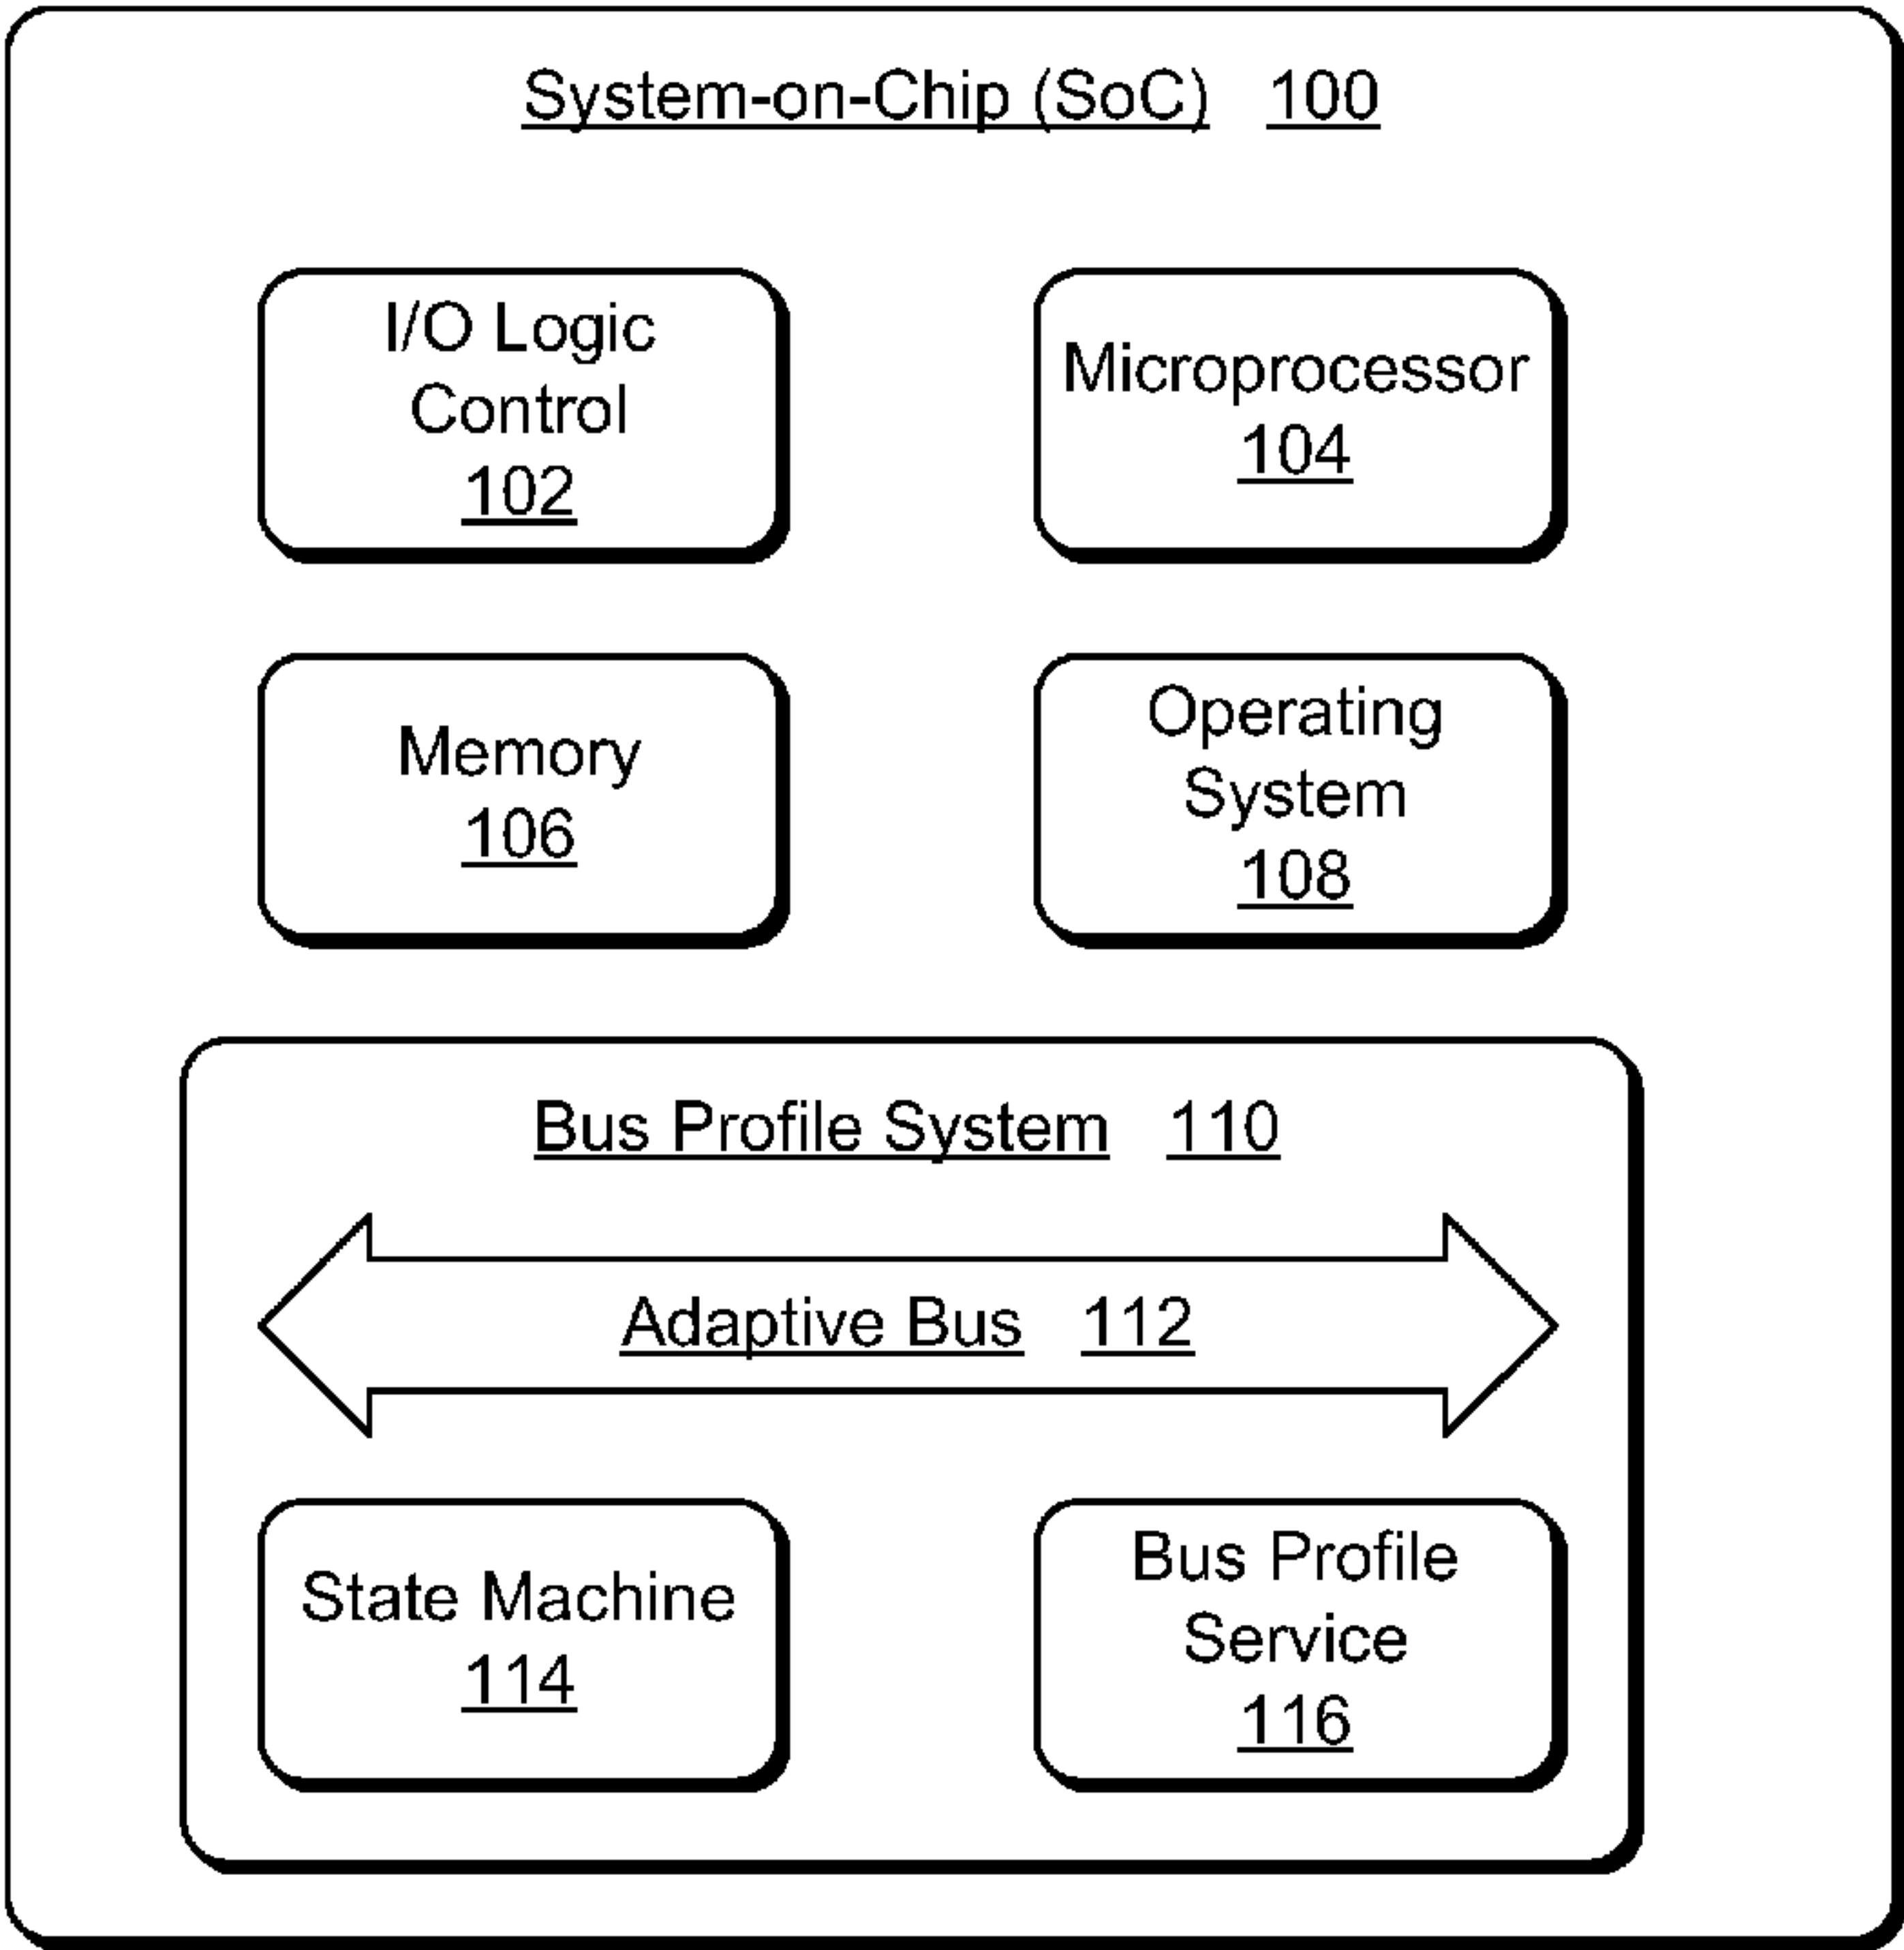 System-on-Chip (SoC) 100
I/O Logic
Control
102
Microprocessor
104
Memory
106
Operating
System
108
Bus Profile System 110
Adaptive Bus 112
State Machine
114
Bus Profile
Service
116